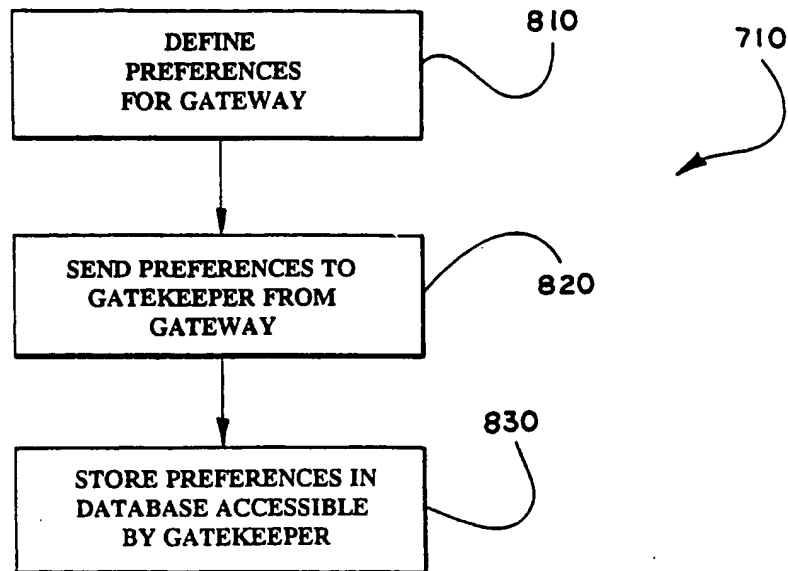 DEFINE
PREFERENCES
FOR GATEWAY
810
710
SEND PREFERENCES TO
GATEKEEPER FROM
GATEWAY
820
STORE PREFERENCES IN
DATABASE ACCESSIBLE
BY GATEKEEPER
830